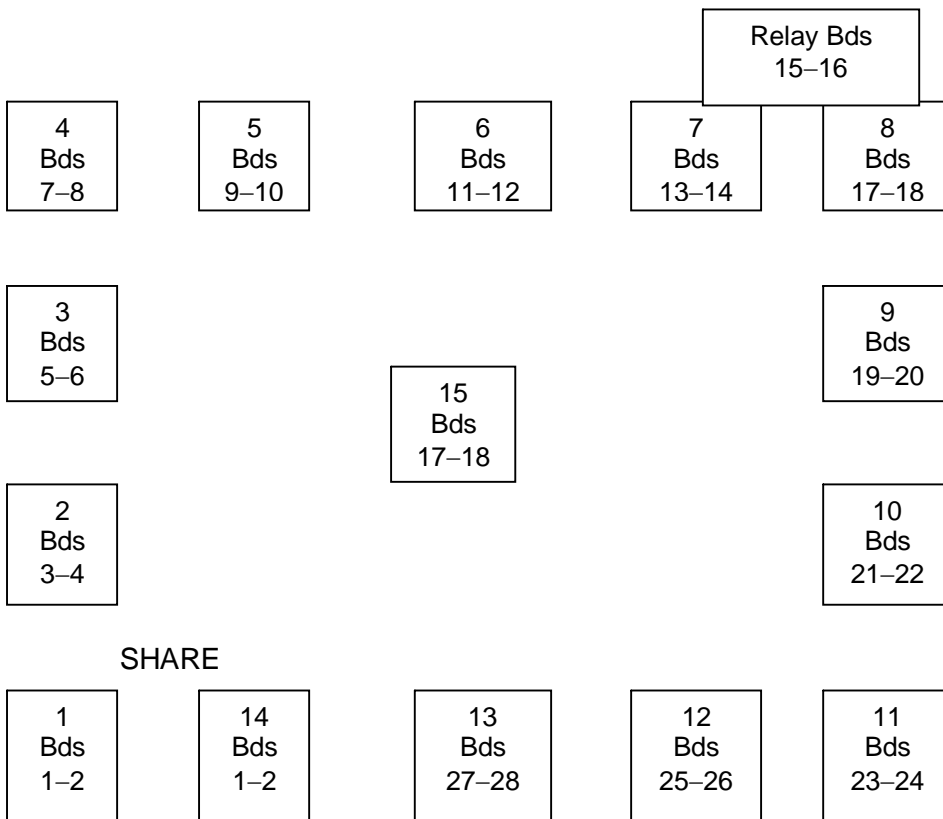 Relay Bds
15–16
4
Bds
7–8
5
Bds
9–10
6
Bds
11–12
7
Bds
13–14
8
Bds
17–18
3
Bds
5–6
9
Bds
19–20
15
Bds
17–18
2
Bds
3–4
10
Bds
21–22
SHARE
1
Bds
1–2
14
Bds
1–2
13
Bds
27–28
12
Bds
25–26
11
Bds
23–24